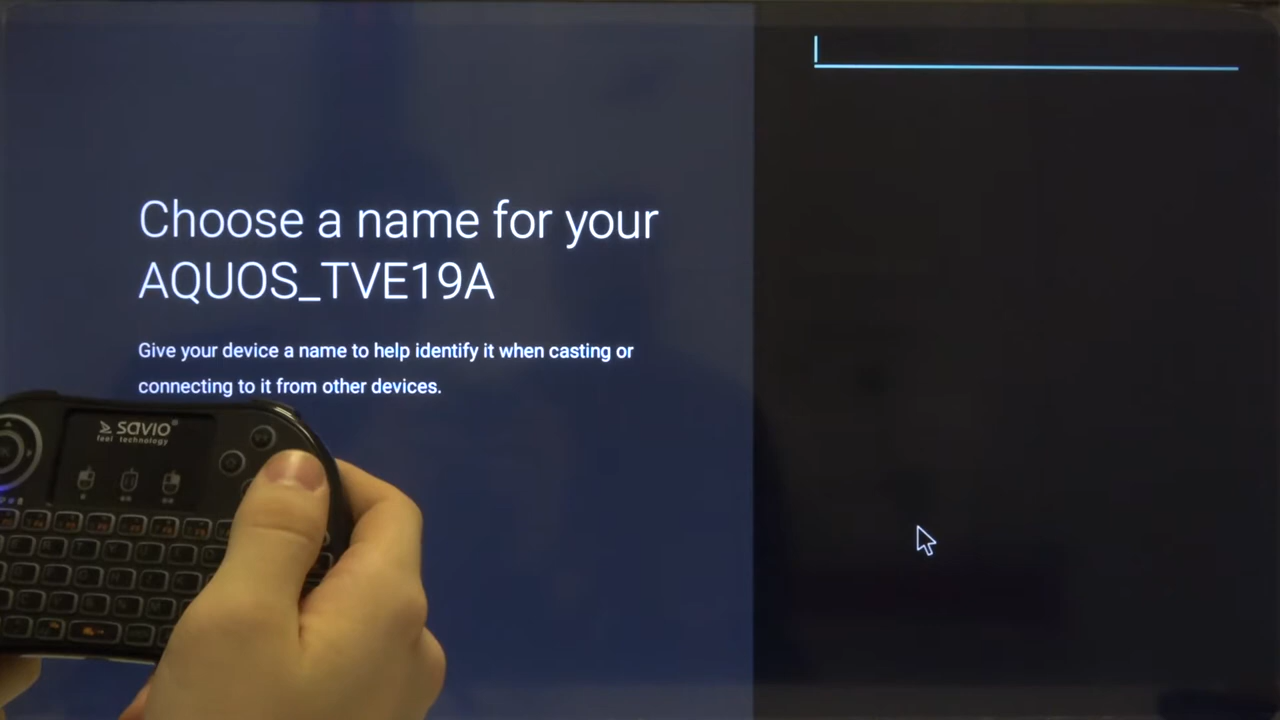 Choose a name for your
AQUOS_TVE19A
Give your device a name to help identify it when casting or
connecting to it from other devices.
savio
feel technology